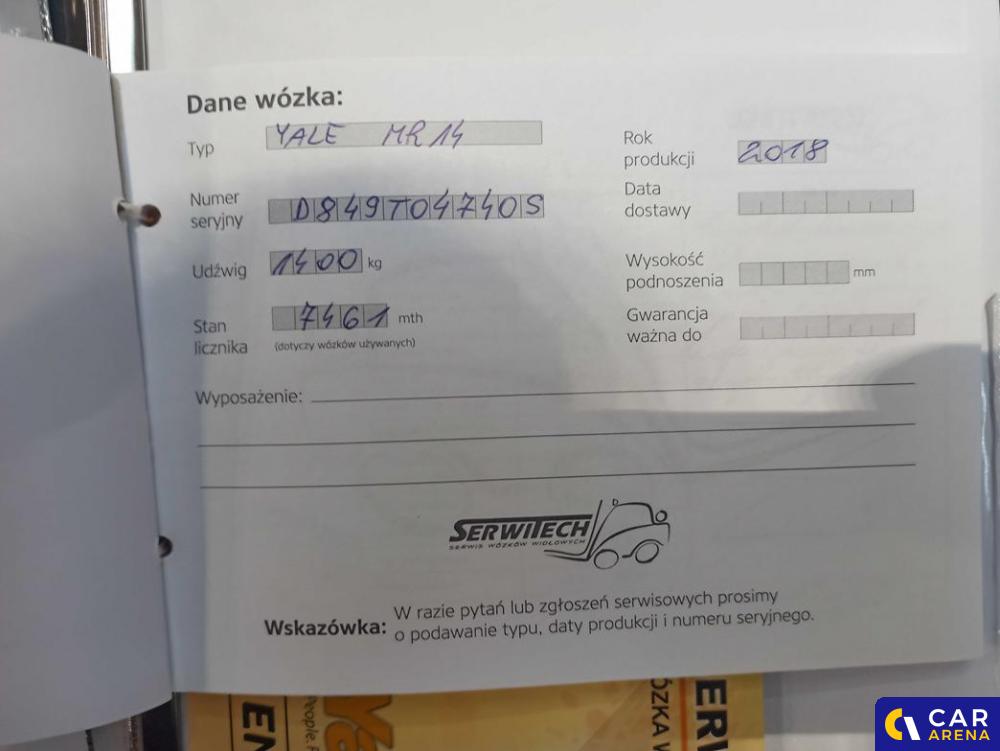 Dane wózka:
Typ YALE MR14
Numer seryjny D849T04740S
Udźwig 1400 kg
Stan licznika 7461 mth
(dotyczy wózków używanych)
Rok produkcji 2018
Data dostawy
Wysokość podnoszenia mm
Gwarancja ważna do
Wyposażenie:
SERWITECH
SERWIS WÓZKÓW WIDŁOWYCH
Wskazówka: W razie pytań lub zgłoszeń serwisowych prosimy
o podawanie typu, daty produkcji i numeru seryjnego.
CAR
ARENA